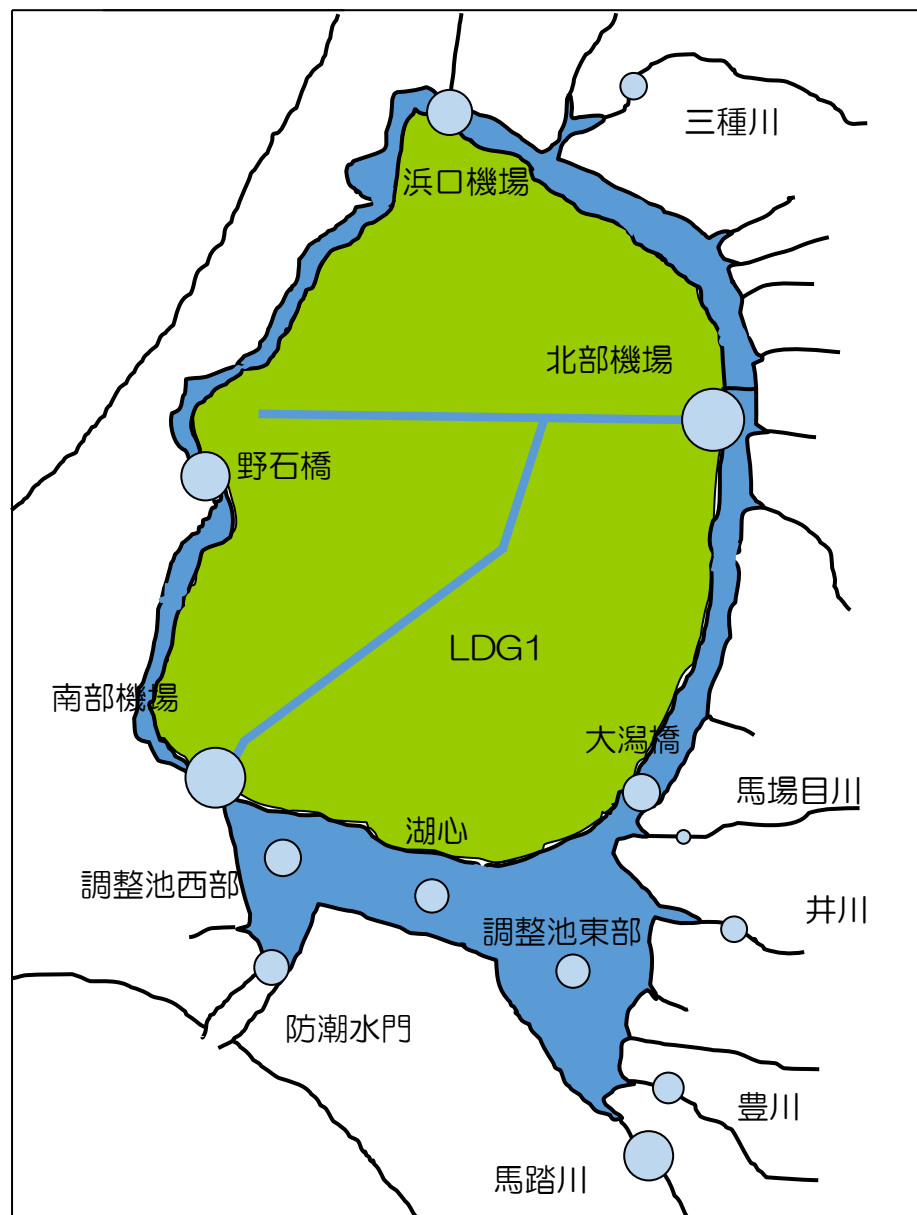 三種川
浜口機場
北部機場
野石橋
LDG1
南部機場
大潟橋
馬場目川
湖心
調整池西部
井川
調整池東部
防潮水門
豊川
馬踏川